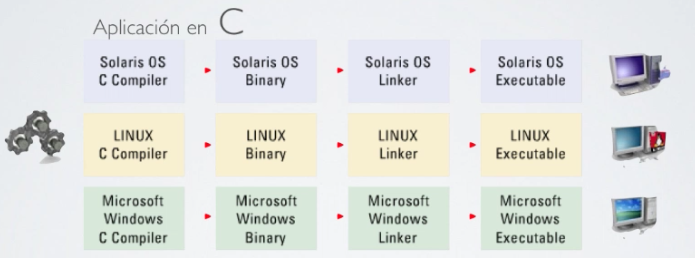 Aplicación en C
Solaris OS
C Compiler
Solaris OS
Binary
Solaris OS
Linker
Solaris OS
Executable
LINUX
C Compiler
LINUX
Binary
LINUX
Linker
LINUX
Executable
Microsoft
Windows
C Compiler
Microsoft
Windows
Binary
Microsoft
Windows
Linker
Microsoft
Windows
Executable